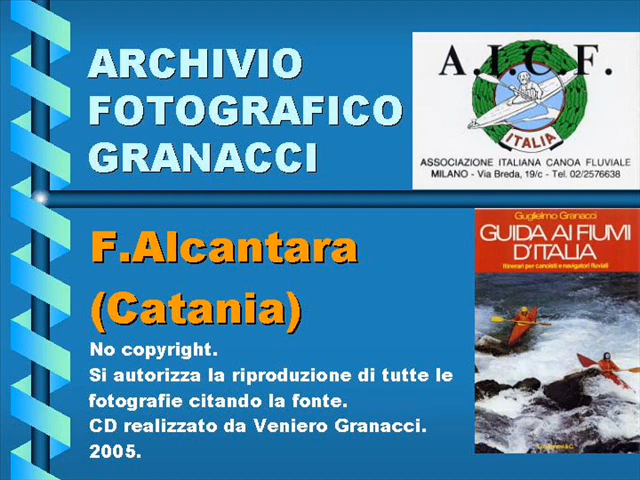 ARCHIVIO
FOTOGRAFICO
GRANACCI
A.I.C.F.
ITALIA
ASSOCIAZIONE ITALIANA CANOA FLUVIALE
MILANO - Via Breda, 19/c - Tel. 02/2576638
F.Alcantara
(Catania)
No copyright.
Si autorizza la riproduzione di tutte le
fotografie citando la fonte.
CD realizzato da Veniero Granacci.
2005.
Guglielmo Granacci
GUIDA AI FIUMI
D'ITALIA
Itinerari per canoisti e navigatori fluviali